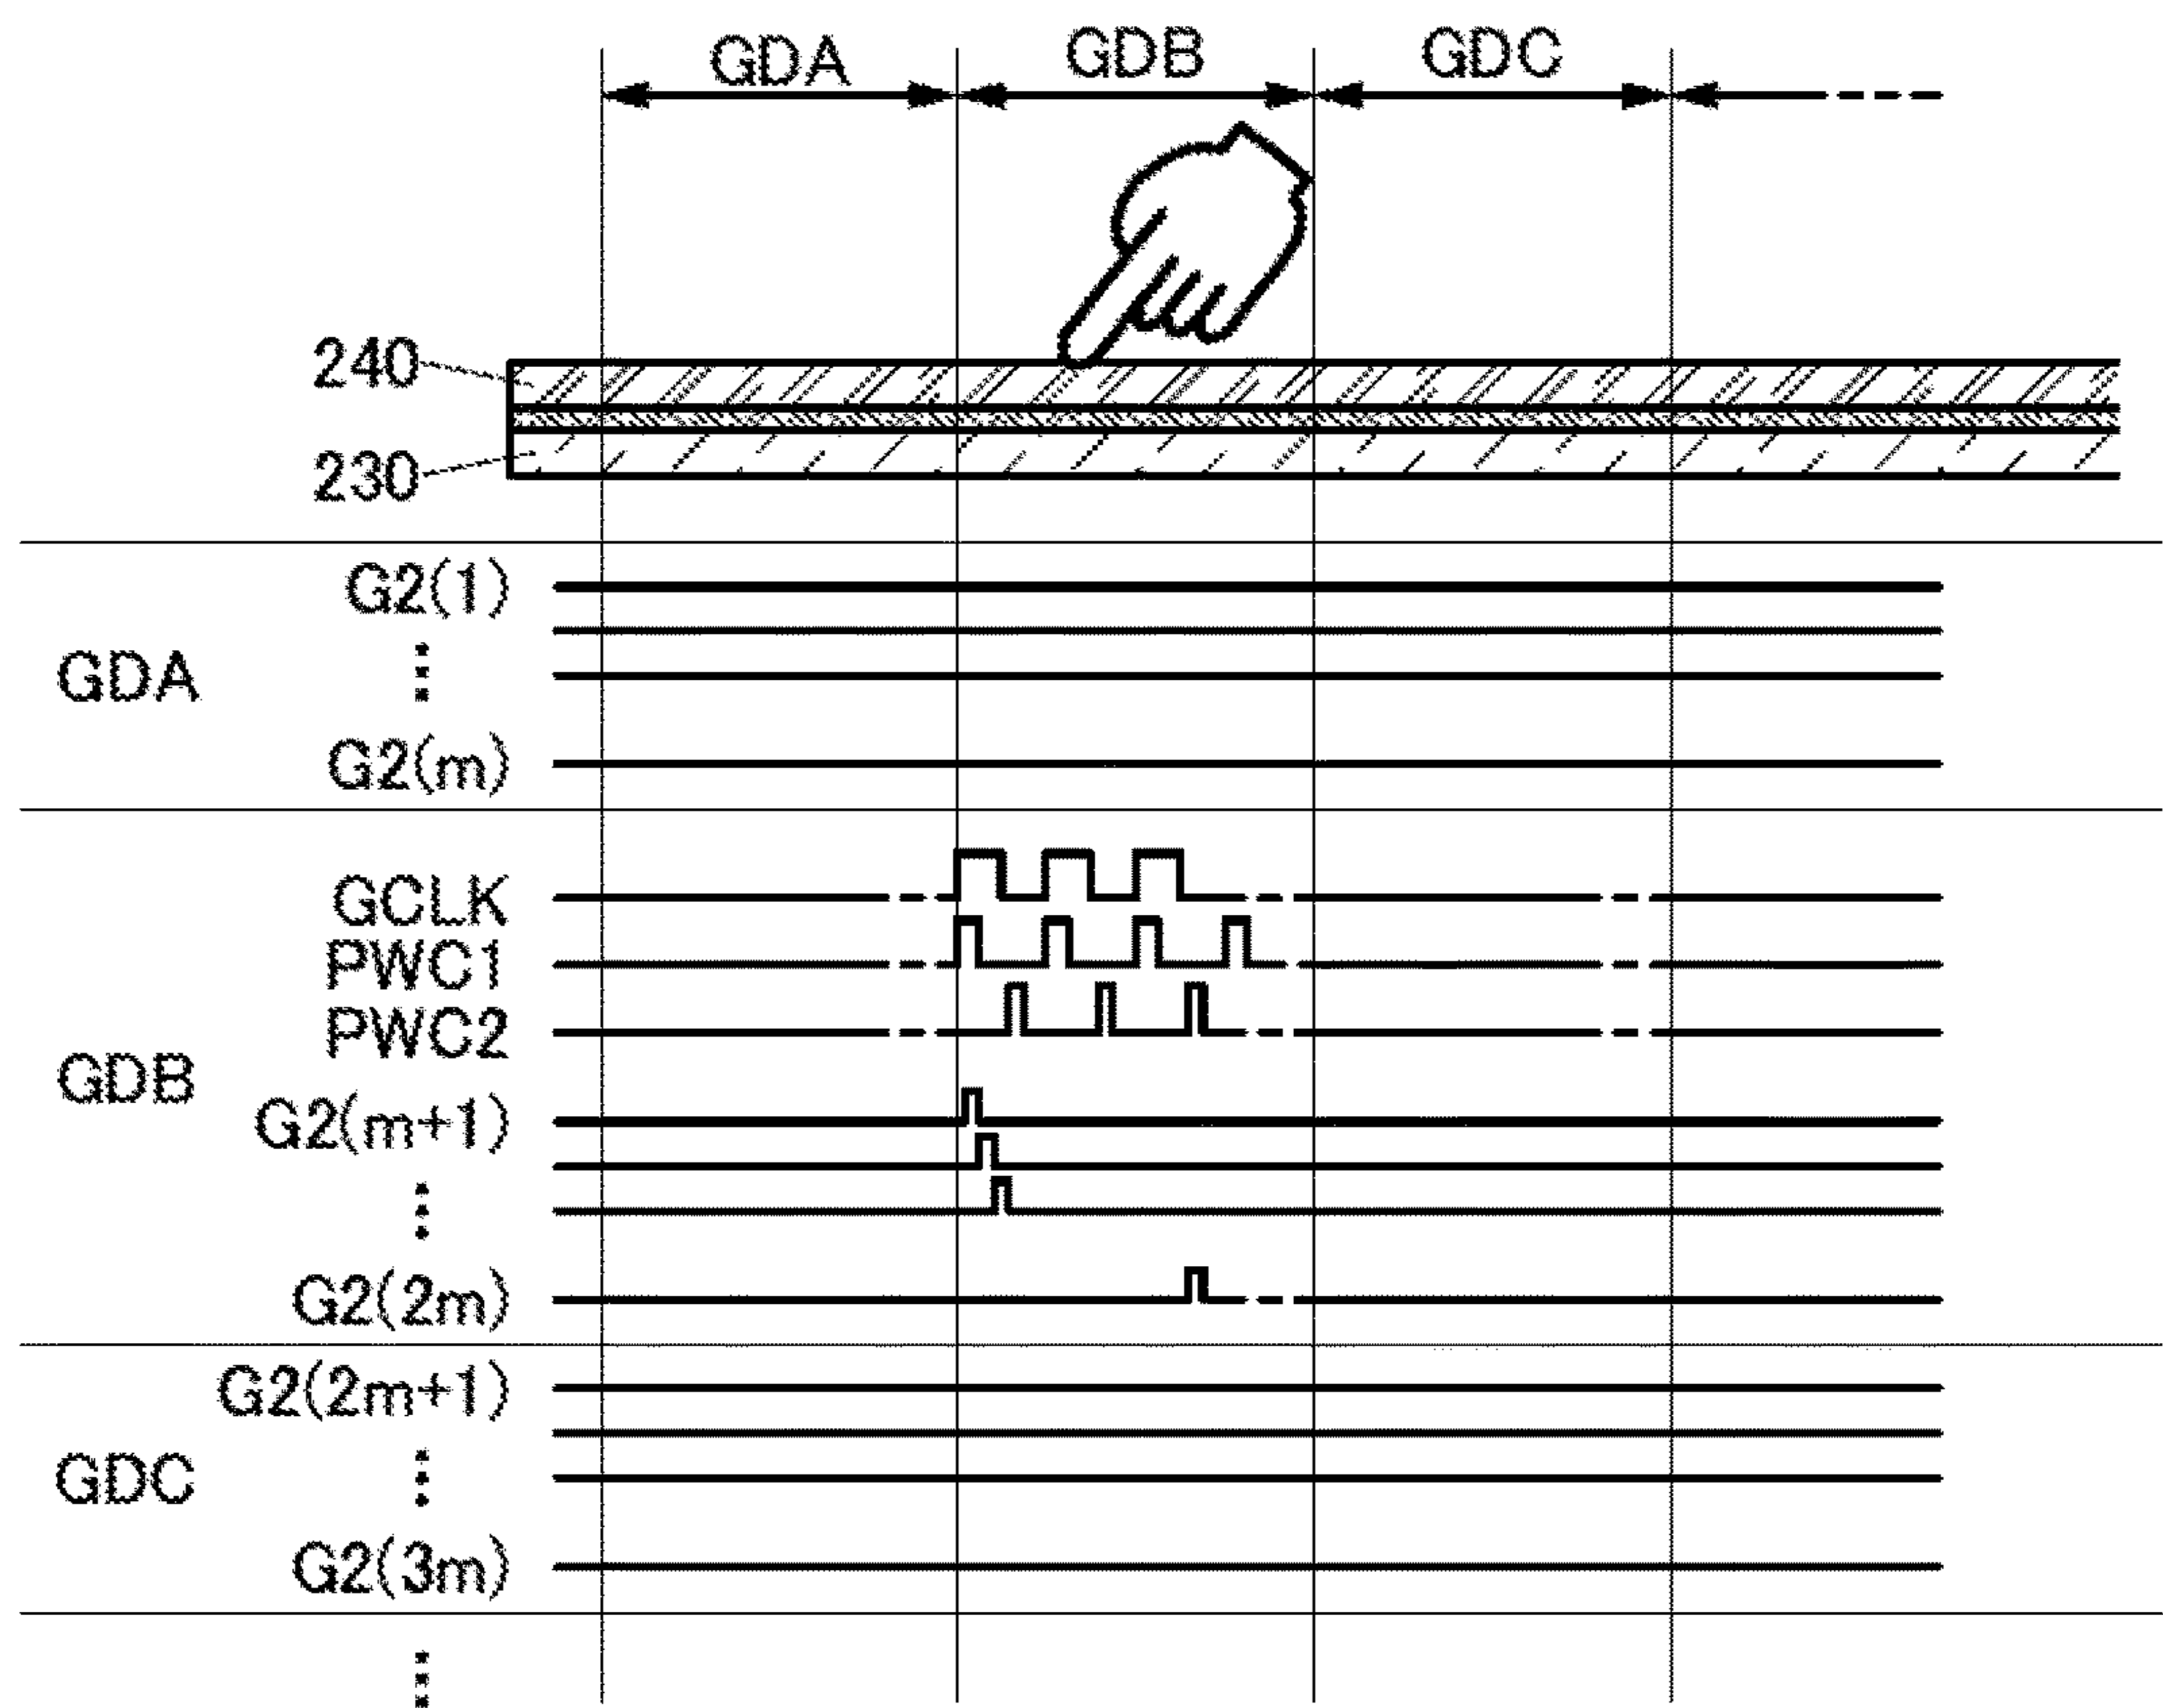 GDA GDB GDC
240
230
G2(1)
GDA
G2(m)
GCLK
PWC1
PWC2
GDB
G2(m+1)
G2(2m)
G2(2m+1)
GDC
G2(3m)